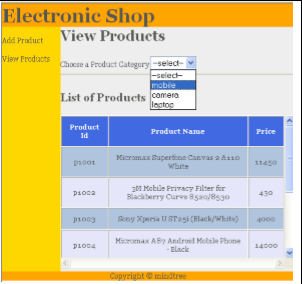 Electronic Shop
Add Product
View Products
View Products
Choose a Product Category --select--
--select--
mobile
camera
laptop
List of Products
Product Id Product Name Price
p1001 Micromax Superfone Canvas 2 A110 White 11450
p1002 3M Mobile Privacy Filter for Blackberry Curve 8520/8530 430
p1003 Sony Xperia U ST25i (Black/White) 4000
p1004 Micromax A87 Android Mobile Phone - Black 14000
Copyright © mindtree